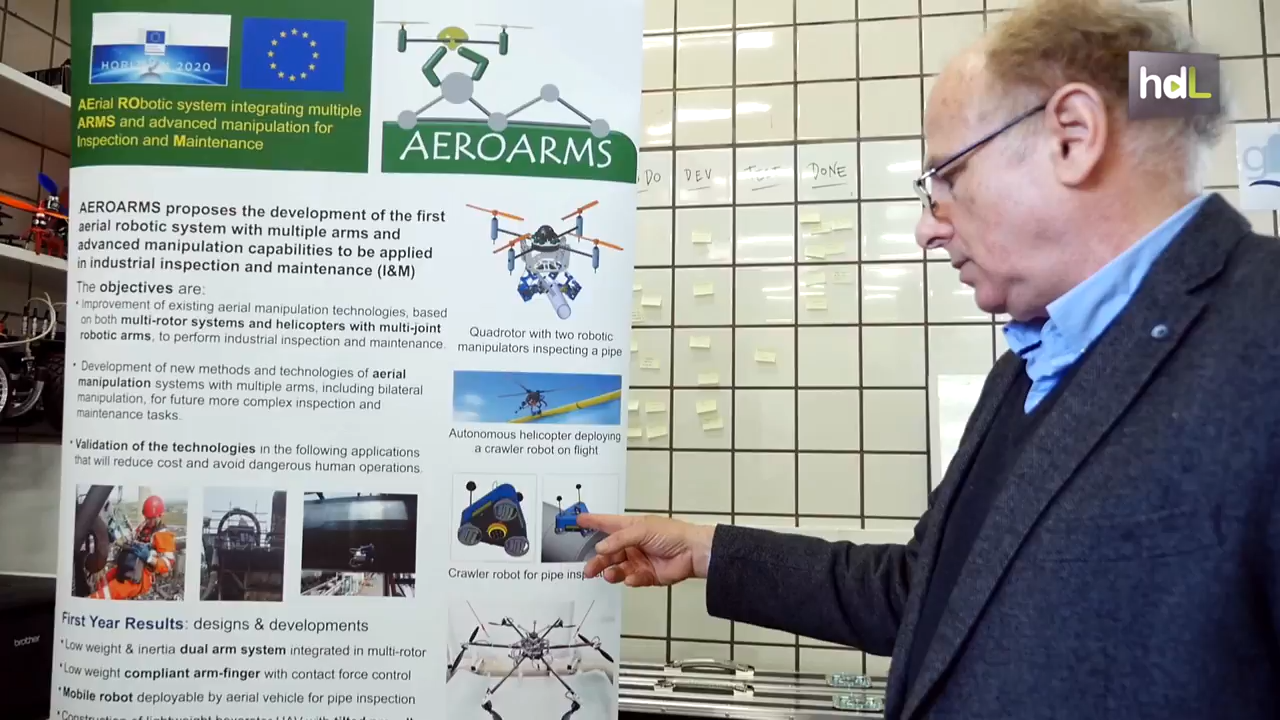 HORIZON 2020
AErial RObotic system integrating multiple
ARMS and advanced manipulation for
Inspection and Maintenance
AEROARMS
hdL
DO
DEV
TEST
DONE
AEROARMS proposes the development of the first
aerial robotic system with multiple arms and
advanced manipulation capabilities to be applied
in industrial inspection and maintenance (I&M)
The objectives are:
• Improvement of existing aerial manipulation technologies, based
on both multi-rotor systems and helicopters with multi-joint
robotic arms, to perform industrial inspection and maintenance.
• Development of new methods and technologies of aerial
manipulation systems with multiple arms, including bilateral
manipulation, for future more complex inspection and
maintenance tasks.
• Validation of the technologies in the following applications
that will reduce cost and avoid dangerous human operations.
Quadrotor with two robotic
manipulators inspecting a pipe
Autonomous helicopter deploying
a crawler robot on flight
Crawler robot for pipe
First Year Results: designs & developments
• Low weight & inertia dual arm system integrated in multi-rotor
• Low weight compliant arm-finger with contact force control
• Mobile robot deployable by aerial vehicle for pipe inspection
brother